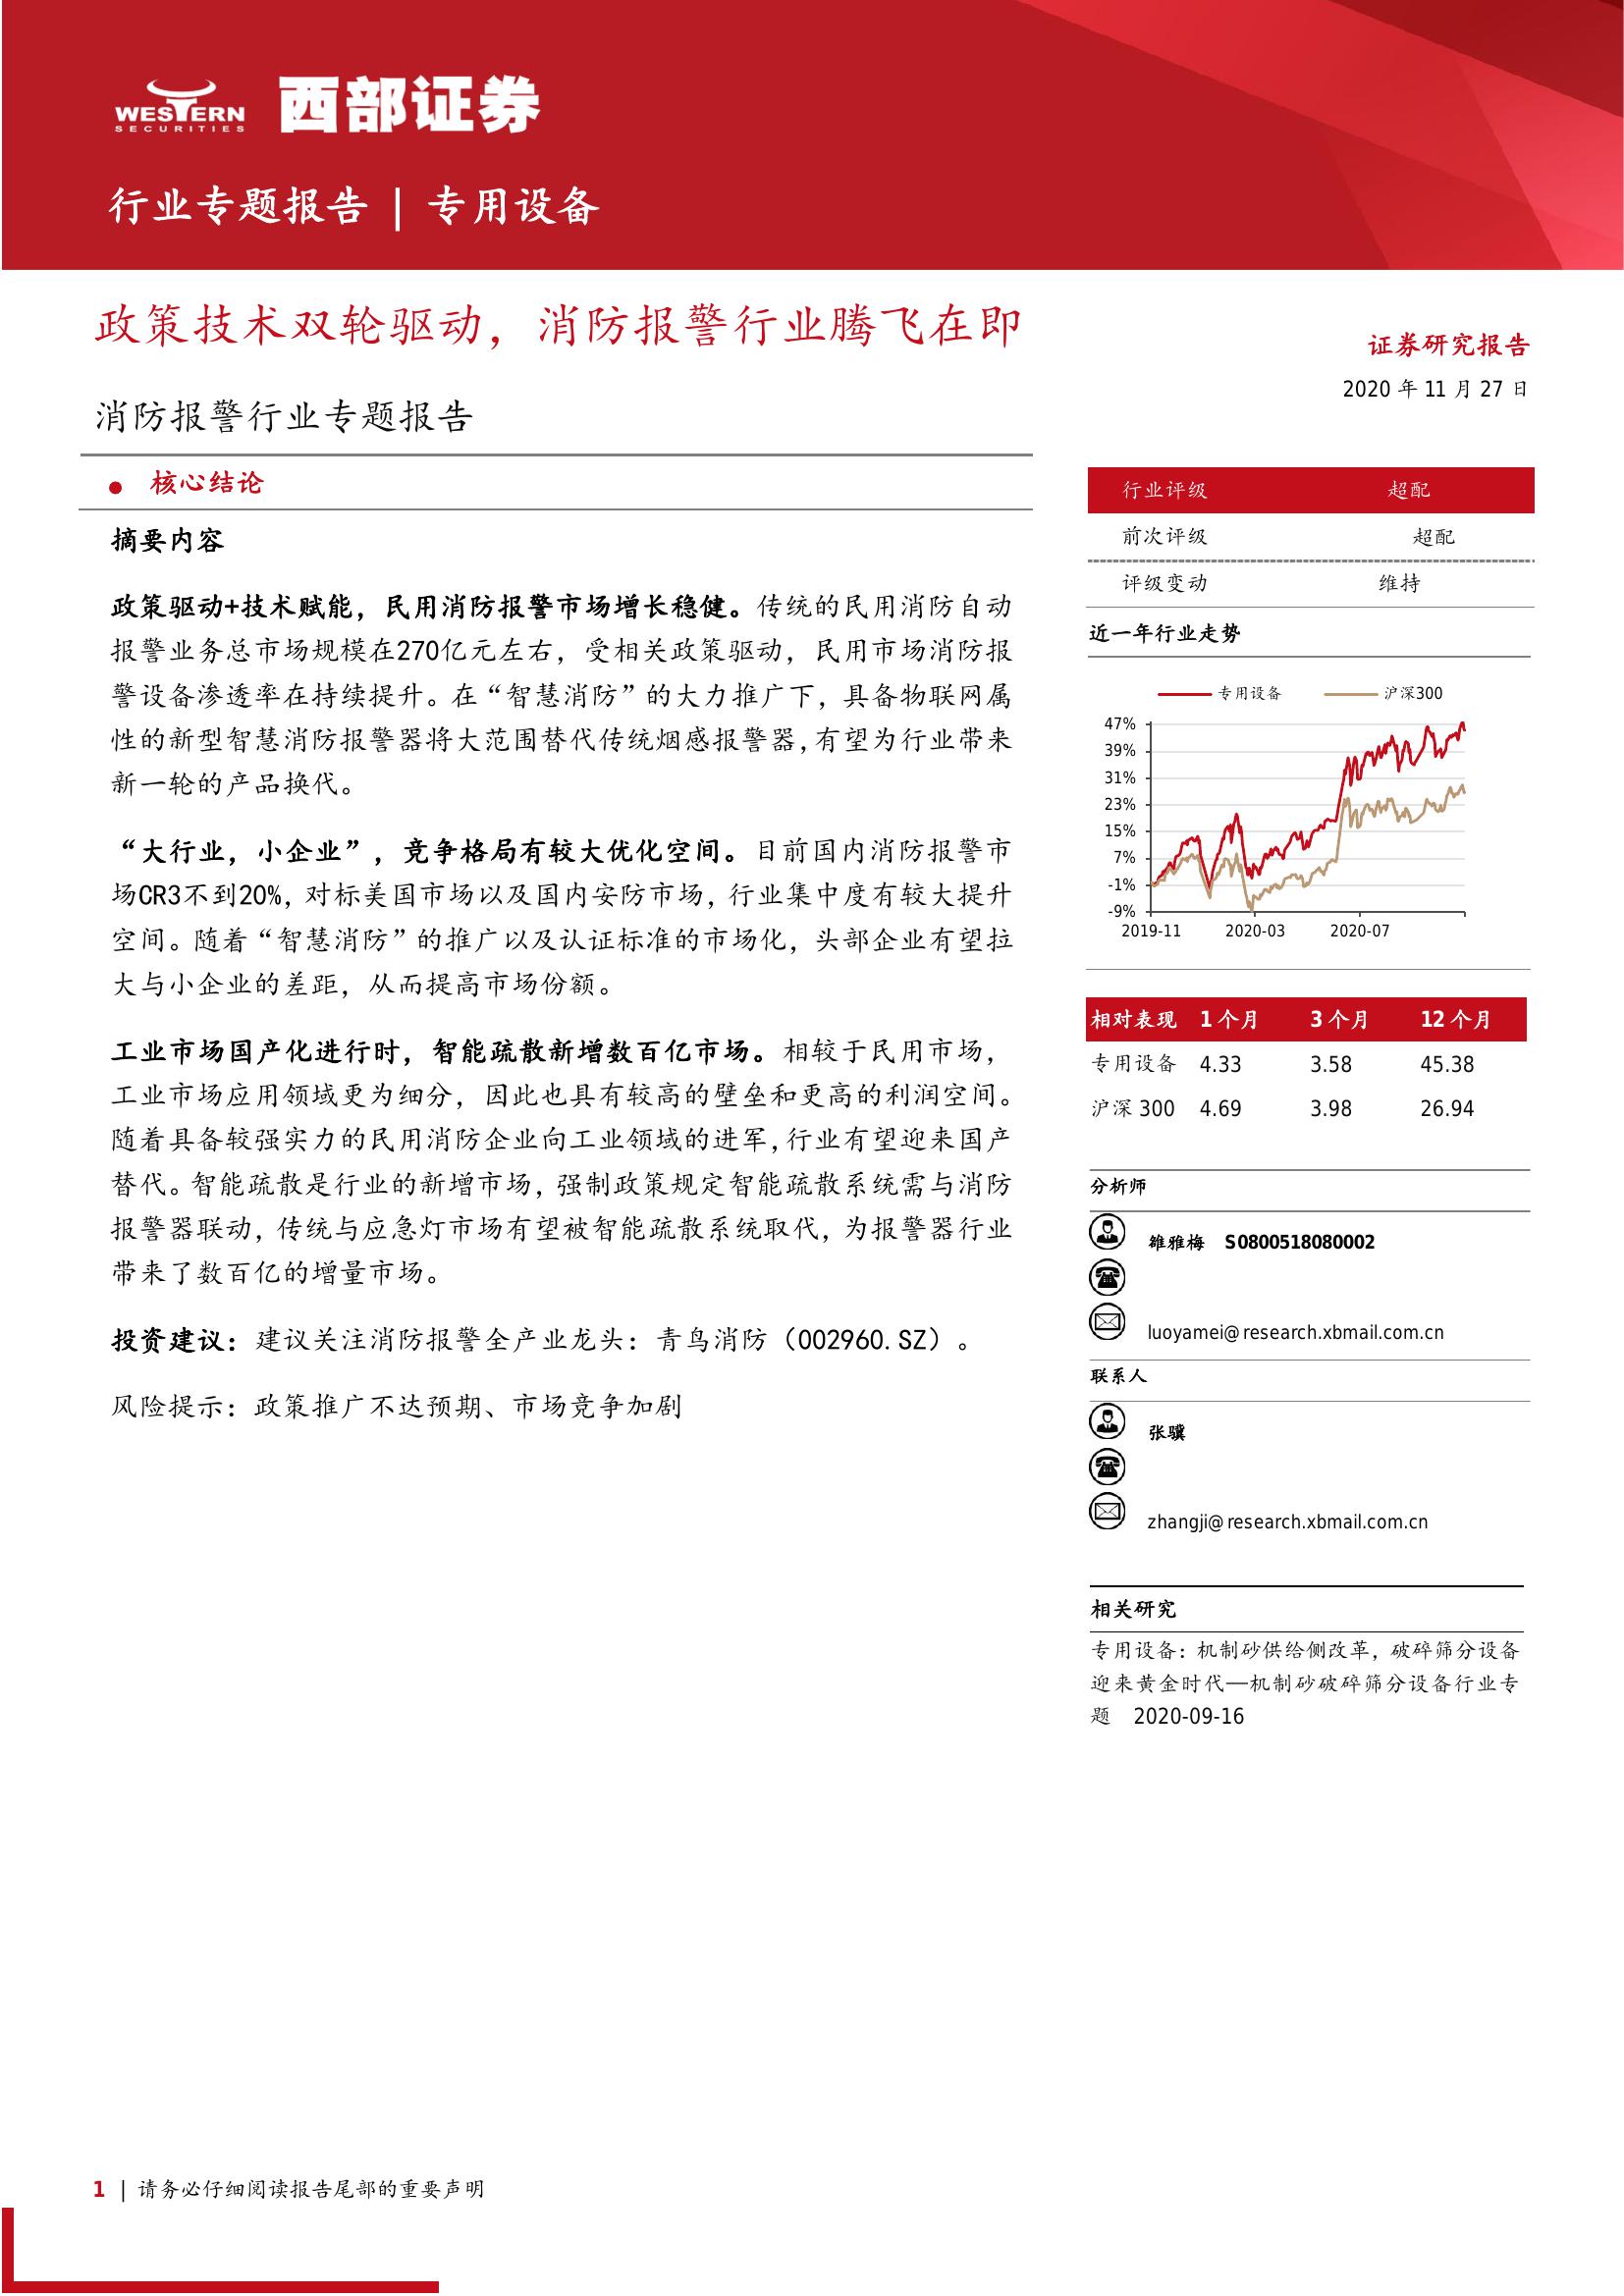 WESTERN
SECURITIES
西部证券
行业专题报告 | 专用设备
政策技术双轮驱动，消防报警行业腾飞在即
消防报警行业专题报告
● 核心结论
摘要内容
政策驱动+技术赋能，民用消防报警市场增长稳健。传统的民用消防自动
报警业务总市场规模在270亿元左右，受相关政策驱动，民用市场消防报
警设备渗透率在持续提升。在“智慧消防”的大力推广下，具备物联网属
性的新型智慧消防报警器将大范围替代传统烟感报警器,有望为行业带来
新一轮的产品换代。
“大行业，小企业”，竞争格局有较大优化空间。目前国内消防报警市
场CR3不到20%，对标美国市场以及国内安防市场，行业集中度有较大提升
空间。随着“智慧消防”的推广以及认证标准的市场化，头部企业有望拉
大与小企业的差距，从而提高市场份额。
工业市场国产化进行时，智能疏散新增数百亿市场。相较于民用市场，
工业市场应用领域更为细分，因此也具有较高的壁垒和更高的利润空间。
随着具备较强实力的民用消防企业向工业领域的进军,行业有望迎来国产
替代。智能疏散是行业的新增市场，强制政策规定智能疏散系统需与消防
报警器联动，传统与应急灯市场有望被智能疏散系统取代，为报警器行业
带来了数百亿的增量市场。
投资建议：建议关注消防报警全产业龙头：青鸟消防（002960.SZ）。
风险提示：政策推广不达预期、市场竞争加剧
证券研究报告
2020 年 11 月 27 日
行业评级 超配
前次评级 超配
评级变动 维持
近一年行业走势
专用设备 沪深300
47%
39%
31%
23%
15%
7%
-1%
-9%
2019-11 2020-03 2020-07
相对表现 1 个月 3 个月 12 个月
专用设备 4.33 3.58 45.38
沪深 300 4.69 3.98 26.94
分析师
雒雅梅 S0800518080002
luoyamei@research.xbmail.com.cn
联系人
张骥
zhangji@research.xbmail.com.cn
相关研究
专用设备：机制砂供给侧改革，破碎筛分设备
迎来黄金时代—机制砂破碎筛分设备行业专
题 2020-09-16
1 | 请务必仔细阅读报告尾部的重要声明